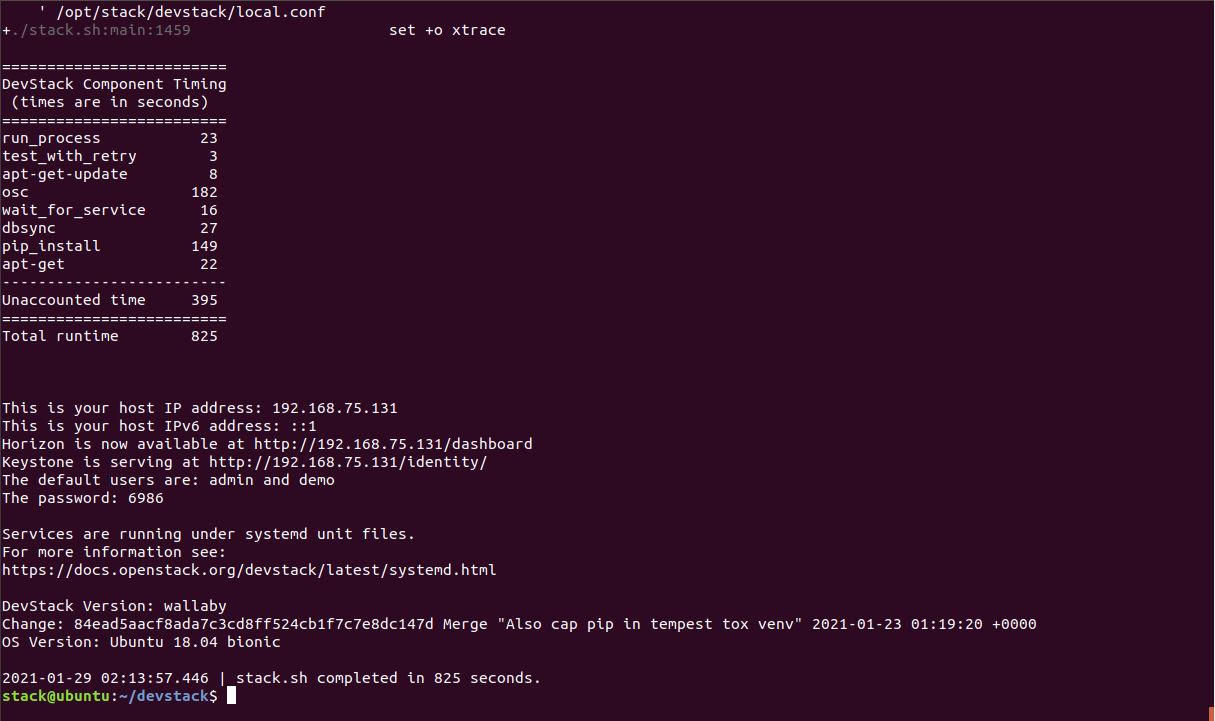 ' /opt/stack/devstack/local.conf
+./stack.sh:main:1459                      set +o xtrace
=========================
DevStack Component Timing
 (times are in seconds)
=========================
run_process           23
test_with_retry        3
apt-get-update         8
osc                  182
wait_for_service      16
dbsync                27
pip_install          149
apt-get               22
-------------------------
Unaccounted time     395
=========================
Total runtime        825
This is your host IP address: 192.168.75.131
This is your host IPv6 address: ::1
Horizon is now available at http://192.168.75.131/dashboard
Keystone is serving at http://192.168.75.131/identity/
The default users are: admin and demo
The password: 6986
Services are running under systemd unit files.
For more information see:
https://docs.openstack.org/devstack/latest/systemd.html
DevStack Version: wallaby
Change: 84ead5aacf8ada7c3cd8ff524cb1f7c7e8dc147d Merge "Also cap pip in tempest tox venv" 2021-01-23 01:19:20 +0000
OS Version: Ubuntu 18.04 bionic
2021-01-29 02:13:57.446 | stack.sh completed in 825 seconds.
stack@ubuntu:~/devstack$